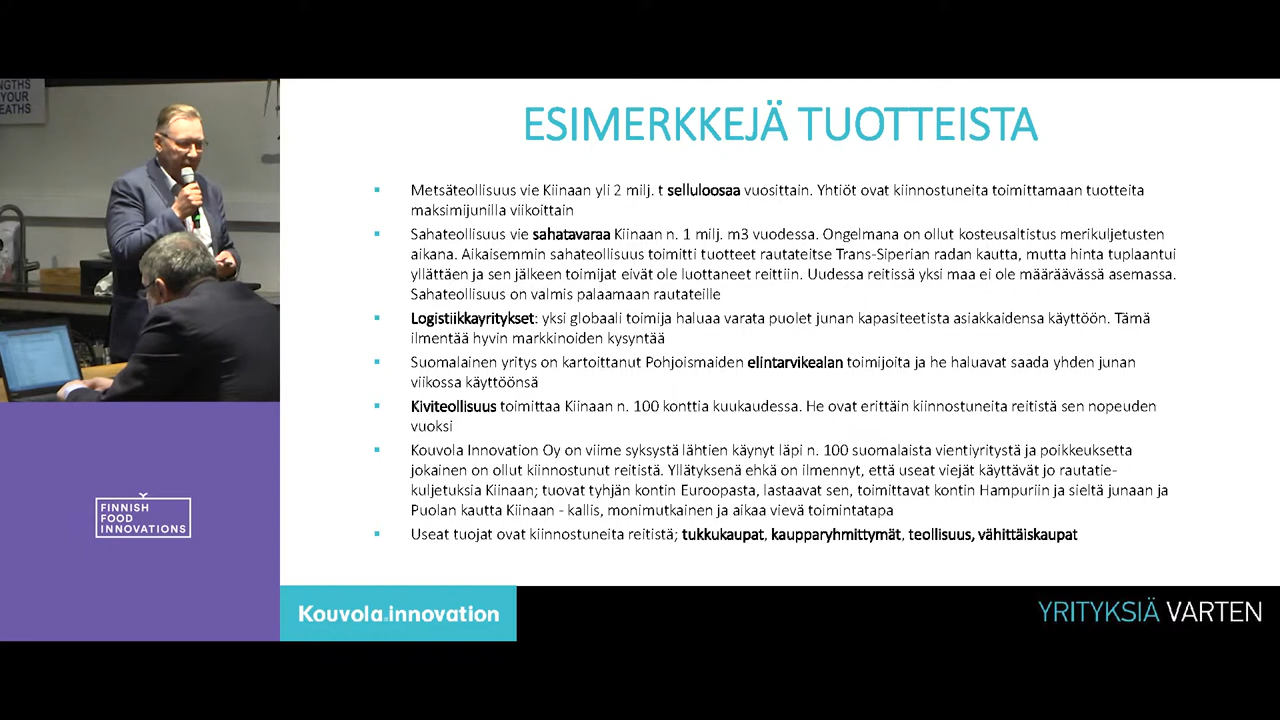 NGTHS
YOUR
EATHS
ESIMERKKEJÄ TUOTTEISTA
Metsäteollisuus vie Kiinaan yli 2 milj. t selluloosaa vuosittain. Yhtiöt ovat kiinnostuneita toimittamaan tuotteita
maksimijunilla viikoittain
Sahateollisuus vie sahatavaraa Kiinaan n. 1 milj. m3 vuodessa. Ongelmana on ollut kosteusaltistus merikuljetusten
aikana. Aikaisemmin sahateollisuus toimitti tuotteet rautateitse Trans-Siperian radan kautta, mutta hinta tuplaantui
yllättäen ja sen jälkeen toimijat eivät ole luottaneet reittiin. Uudessa reitissä yksi maa ei ole määräävässä asemassa.
Sahateollisuus on valmis palaamaan rautateille
Logistiikkayritykset: yksi globaali toimija haluaa varata puolet junan kapasiteetista asiakkaidensa käyttöön. Tämä
ilmentää hyvin markkinoiden kysyntää
Suomalainen yritys on kartoittanut Pohjoismaiden elintarvikealan toimijoita ja he haluavat saada yhden junan
viikossa käyttöönsä
Kiviteollisuus toimittaa Kiinaan n. 100 konttia kuukaudessa. He ovat erittäin kiinnostuneita reitistä sen nopeuden
vuoksi
Kouvola Innovation Oy on viime syksystä lähtien käynyt läpi n. 100 suomalaista vientiyritystä ja poikkeuksetta
jokainen on ollut kiinnostunut reitistä. Yllätyksenä ehkä on ilmennyt, että useat viejät käyttävät jo rautatie-
kuljetuksia Kiinaan; tuovat tyhjän kontin Euroopasta, lastaavat sen, toimittavat kontin Hampuriin ja sieltä junaan ja
Puolan kautta Kiinaan - kallis, monimutkainen ja aikaa vievä toimintatapa
Useat tuojat ovat kiinnostuneita reitistä; tukkukaupat, kaupparyhmittymät, teollisuus, vähittäiskaupat
FINNISH
FOOD
INNOVATIONS
Kouvola.innovation
YRITYKSIÄ VARTEN